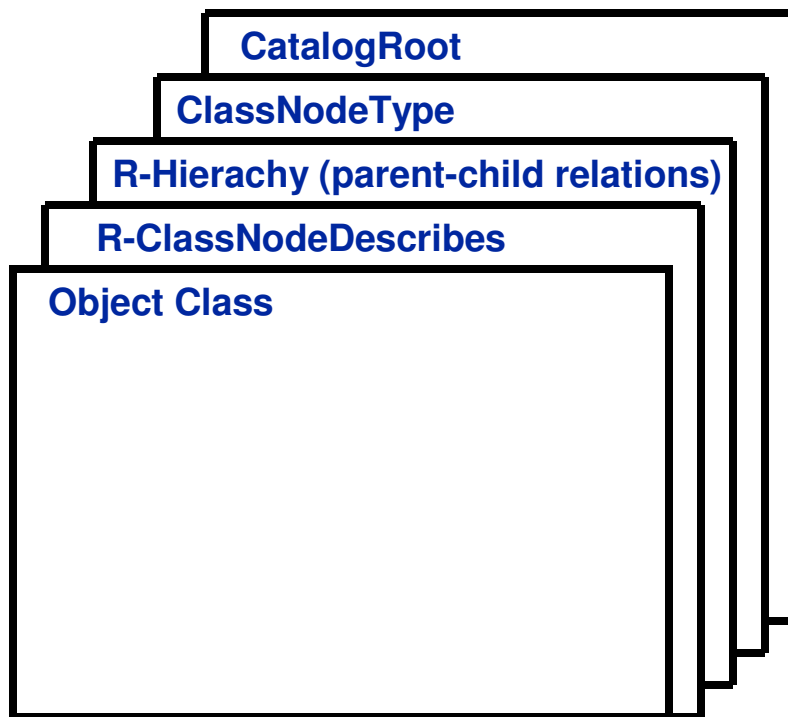 CatalogRoot
ClassNodeType
R-Hierachy (parent-child relations)
R-ClassNodeDescribes
Object Class